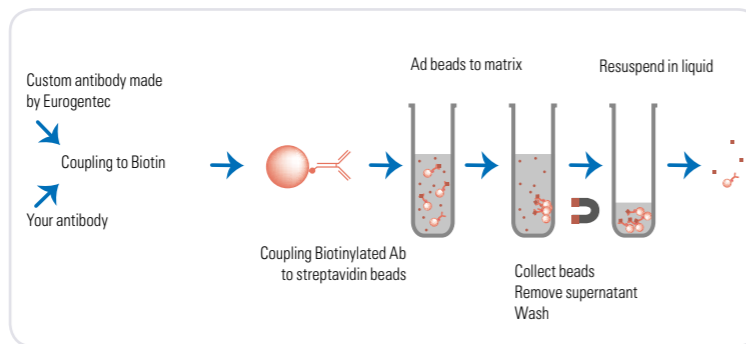 Custom antibody made
by Eurogentec
Coupling to Biotin
Your antibody
Coupling Biotinylated Ab
to streptavidin beads
Ad beads to matrix
Collect beads
Remove supernatant
Wash
Resuspend in liquid